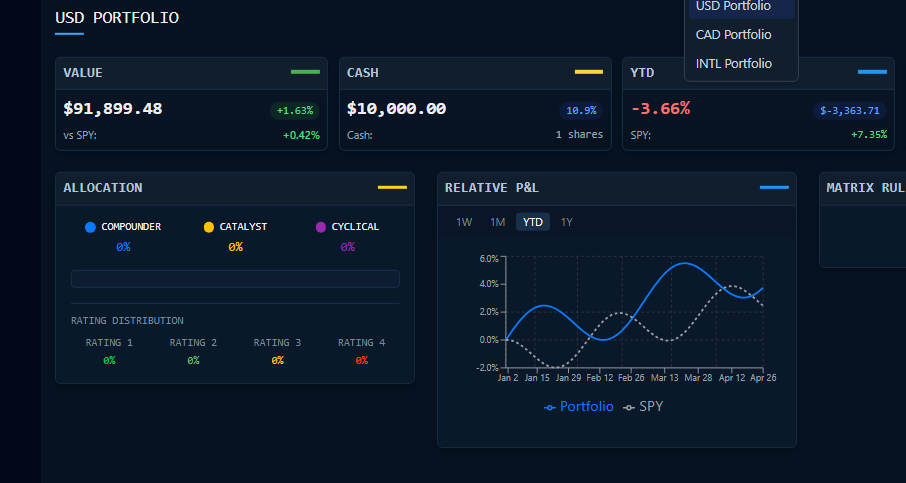 USD PORTFOLIO
USD Portfolio
CAD Portfolio
INTL Portfolio
VALUE
$91,899.48 +1.63%
vs SPY: +0.42%
CASH
$10,000.00 10.9%
Cash: 1 shares
YTD
-3.66% $-3,363.71
SPY: +7.35%
ALLOCATION
COMPOUNDER CATALYST CYCLICAL
0% 0% 0%
RATING DISTRIBUTION
RATING 1 RATING 2 RATING 3 RATING 4
0% 0% 0% 0%
RELATIVE P&L
1W 1M YTD 1Y
6.0%
4.0%
2.0%
0.0%
-2.0%
Jan 2 Jan 15 Jan 29 Feb 12 Feb 26 Mar 13 Mar 28 Apr 12 Apr 26
Portfolio SPY
MATRIX RUL